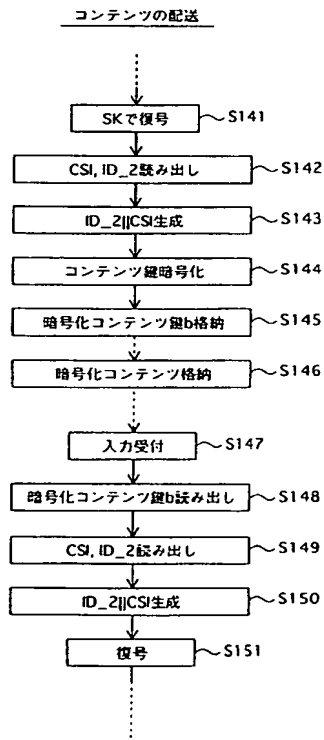 コンテンツの配送
SKで復号 S141
CSI, ID_2読み出し S142
ID_2||CSI生成 S143
コンテンツ鍵暗号化 S144
暗号化コンテンツ鍵b格納 S145
暗号化コンテンツ格納 S146
入力受付 S147
暗号化コンテンツ鍵b読み出し S148
CSI, ID_2読み出し S149
ID_2||CSI生成 S150
復号 S151